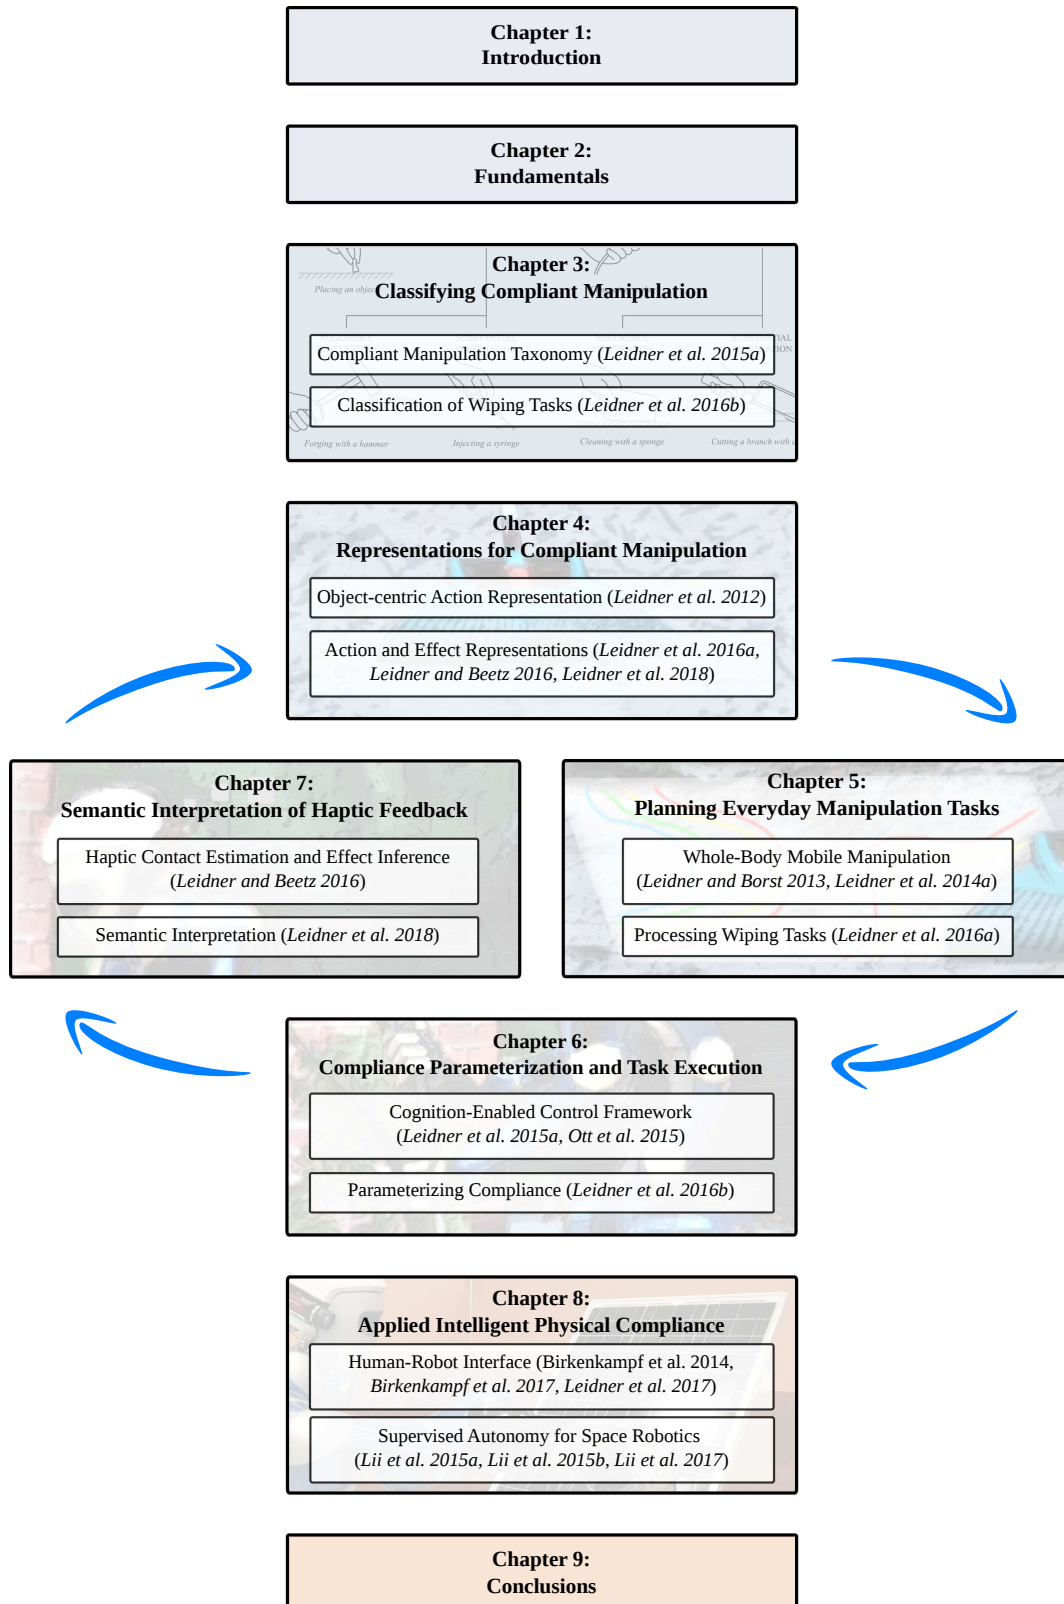 Chapter 1:
Introduction
Chapter 2:
Fundamentals
Chapter 3:
Classifying Compliant Manipulation
Placing an objec
Compliant Manipulation Taxonomy (Leidner et al. 2015a)
Classification of Wiping Tasks (Leidner et al. 2016b)
Forging with a hammer
Injecting a syringe
Cleaning with a sponge
Cutting a branch with a
Chapter 4:
Representations for Compliant Manipulation
Object-centric Action Representation (Leidner et al. 2012)
Action and Effect Representations (Leidner et al. 2016a,
Leidner and Beetz 2016, Leidner et al. 2018)
Chapter 7:
Semantic Interpretation of Haptic Feedback
Haptic Contact Estimation and Effect Inference
(Leidner and Beetz 2016)
Semantic Interpretation (Leidner et al. 2018)
Chapter 5:
Planning Everyday Manipulation Tasks
Whole-Body Mobile Manipulation
(Leidner and Borst 2013, Leidner et al. 2014a)
Processing Wiping Tasks (Leidner et al. 2016a)
Chapter 6:
Compliance Parameterization and Task Execution
Cognition-Enabled Control Framework
(Leidner et al. 2015a, Ott et al. 2015)
Parameterizing Compliance (Leidner et al. 2016b)
Chapter 8:
Applied Intelligent Physical Compliance
Human-Robot Interface (Birkenkampf et al. 2014,
Birkenkampf et al. 2017, Leidner et al. 2017)
Supervised Autonomy for Space Robotics
(Lii et al. 2015a, Lii et al. 2015b, Lii et al. 2017)
Chapter 9:
Conclusions